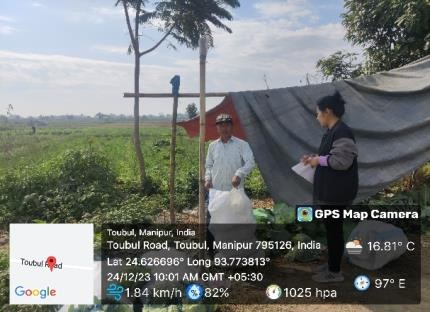 GPS Map Camera
Toubul Road
Google
Toubul, Manipur, India
Toubul Road, Toubul, Manipur 795126, India
Lat 24.626696° Long 93.773813°
24/12/23 10:01 AM GMT +05:30
16.81° C
1.84 km/h
82%
1025 hpa
97° E